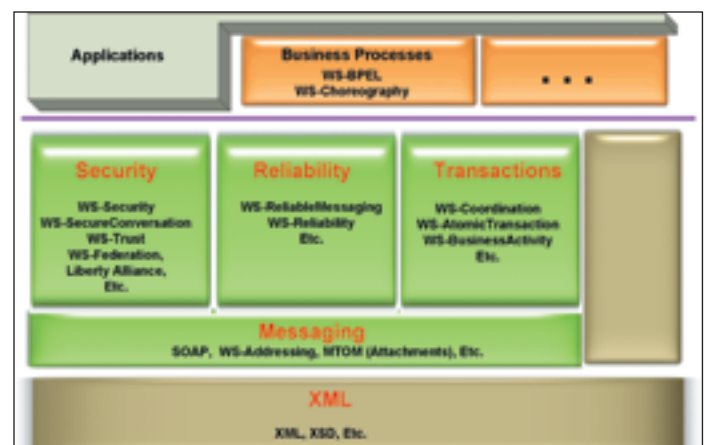 Applications
Business Processes
WS-BPEL
WS-Choreography
...
Security
WS-Security
WS-SecureConversation
WS-Trust
WS-Federation,
Liberty Alliance,
Etc.
Reliability
WS-ReliableMessaging
WS-Reliability
Etc.
Transactions
WS-Coordination
WS-AtomicTransaction
WS-BusinessActivity
Etc.
Messaging
SOAP, WS-Addressing, MTOM (Attachments), Etc.
XML
XML, XSD, Etc.